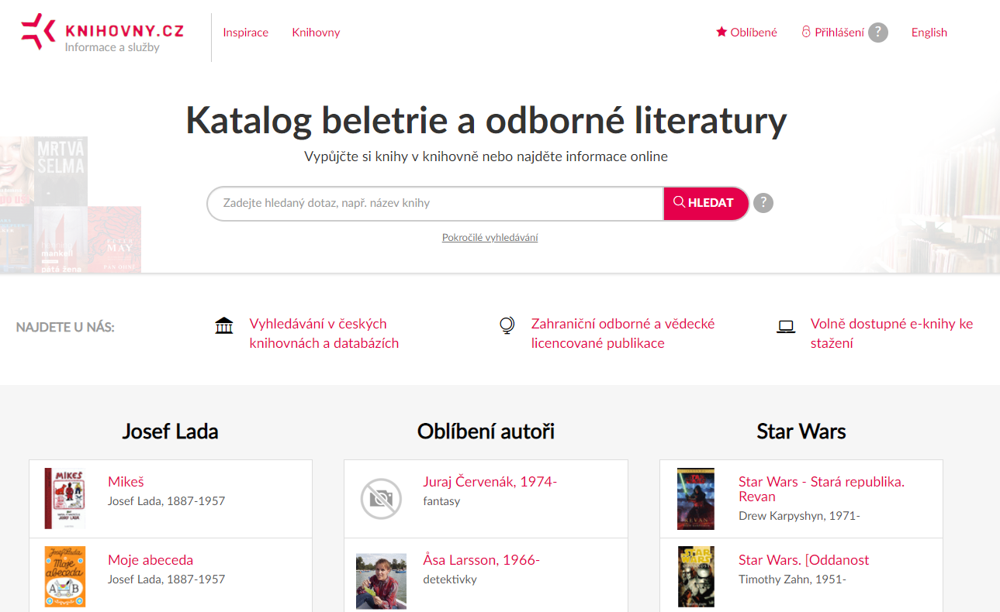 KNIHOVNY.CZ
Informace a služby
Inspirace
Knihovny
Oblíbené
Přihlášení
?
English
Katalog beletrie a odborné literatury
Vypůjčte si knihy v knihovně nebo najděte informace online
MRTVÁ
ŠELMA
mankell
pátá žena
PETER
MAY
Zadejte hledaný dotaz, např. název knihy
HLEDAT
?
Pokročilé vyhledávání
NAJDETE U NÁS:
Vyhledávání v českých
knihovnách a databázích
Zahraniční odborné a vědecké
licencované publikace
Volně dostupné e-knihy ke
stažení
Josef Lada
MIKEŠ
JOSEF LADA
Mikeš
Josef Lada, 1887-1957
Josef Lada
Moje
abeceda
A B
Moje abeceda
Josef Lada, 1887-1957
Oblíbení autoři
Juraj Červenák, 1974-
fantasy
Åsa Larsson, 1966-
detektivky
Star Wars
REVAN
Star Wars - Stará republika.
Revan
Drew Karpyshyn, 1971-
STAR
WARS
Star Wars. [Oddanost
Timothy Zahn, 1951-